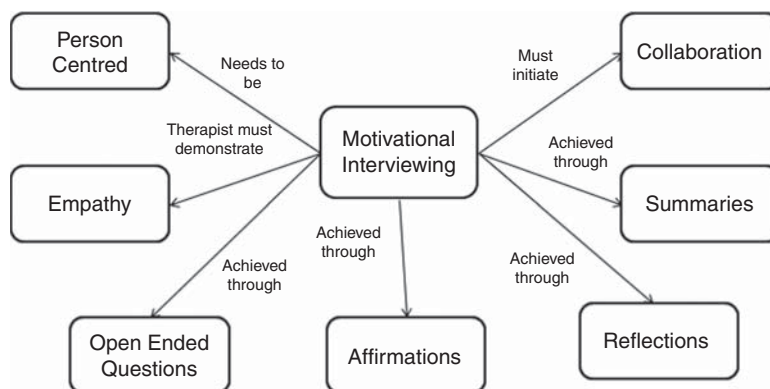 Person
Centred
Needs to
be
Must
initiate
Collaboration
Therapist must
demonstrate
Motivational
Interviewing
Achieved
through
Empathy
Summaries
Achieved
through
Achieved
through
Achieved
through
Open Ended
Questions
Affirmations
Reflections